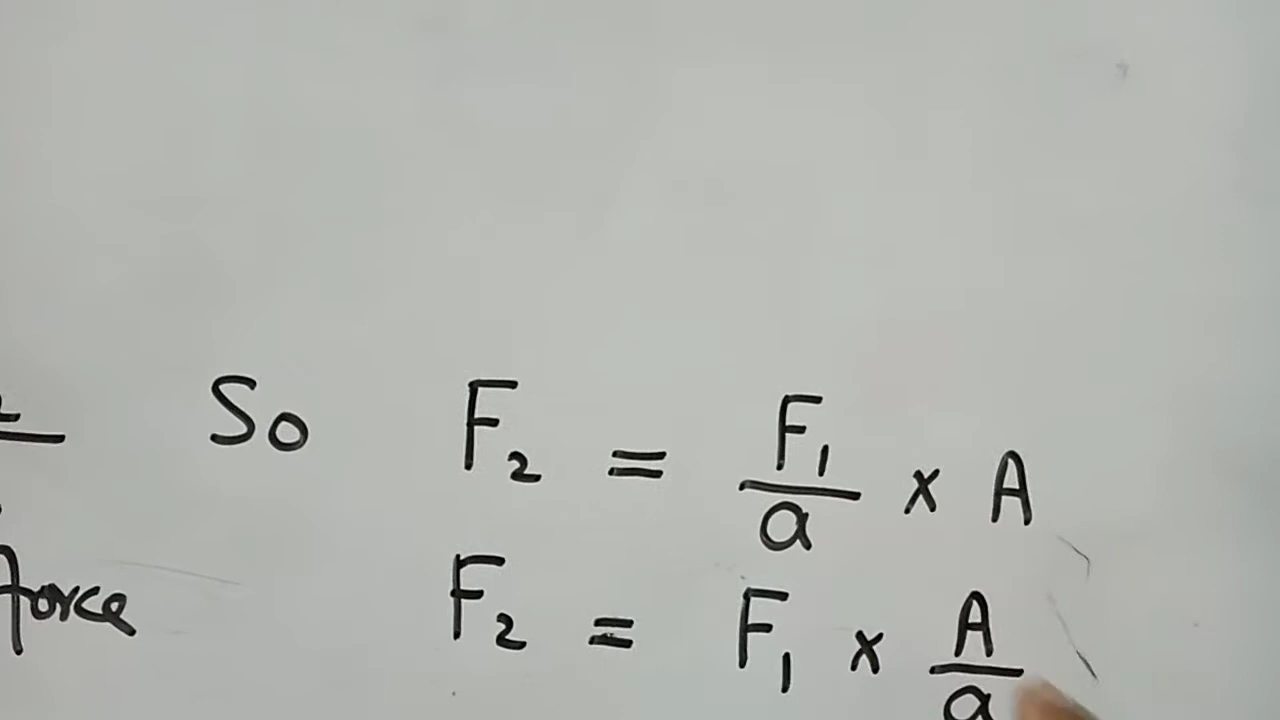 So F₂ = F₁/a × A
force F₂ = F₁ × A/a